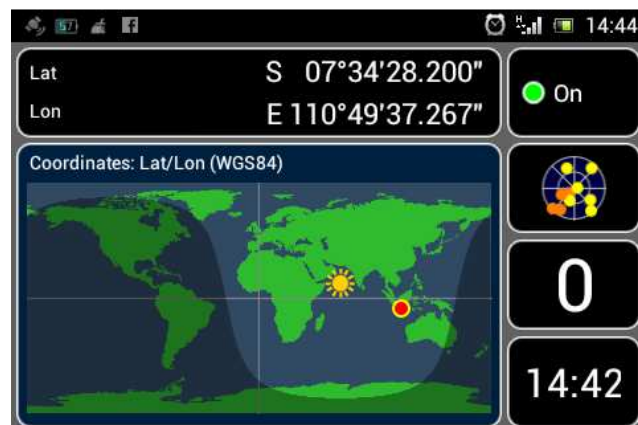 57
H
14:44
Lat S 07°34'28.200"
Lon E 110°49'37.267"
On
Coordinates: Lat/Lon (WGS84)
0
14:42